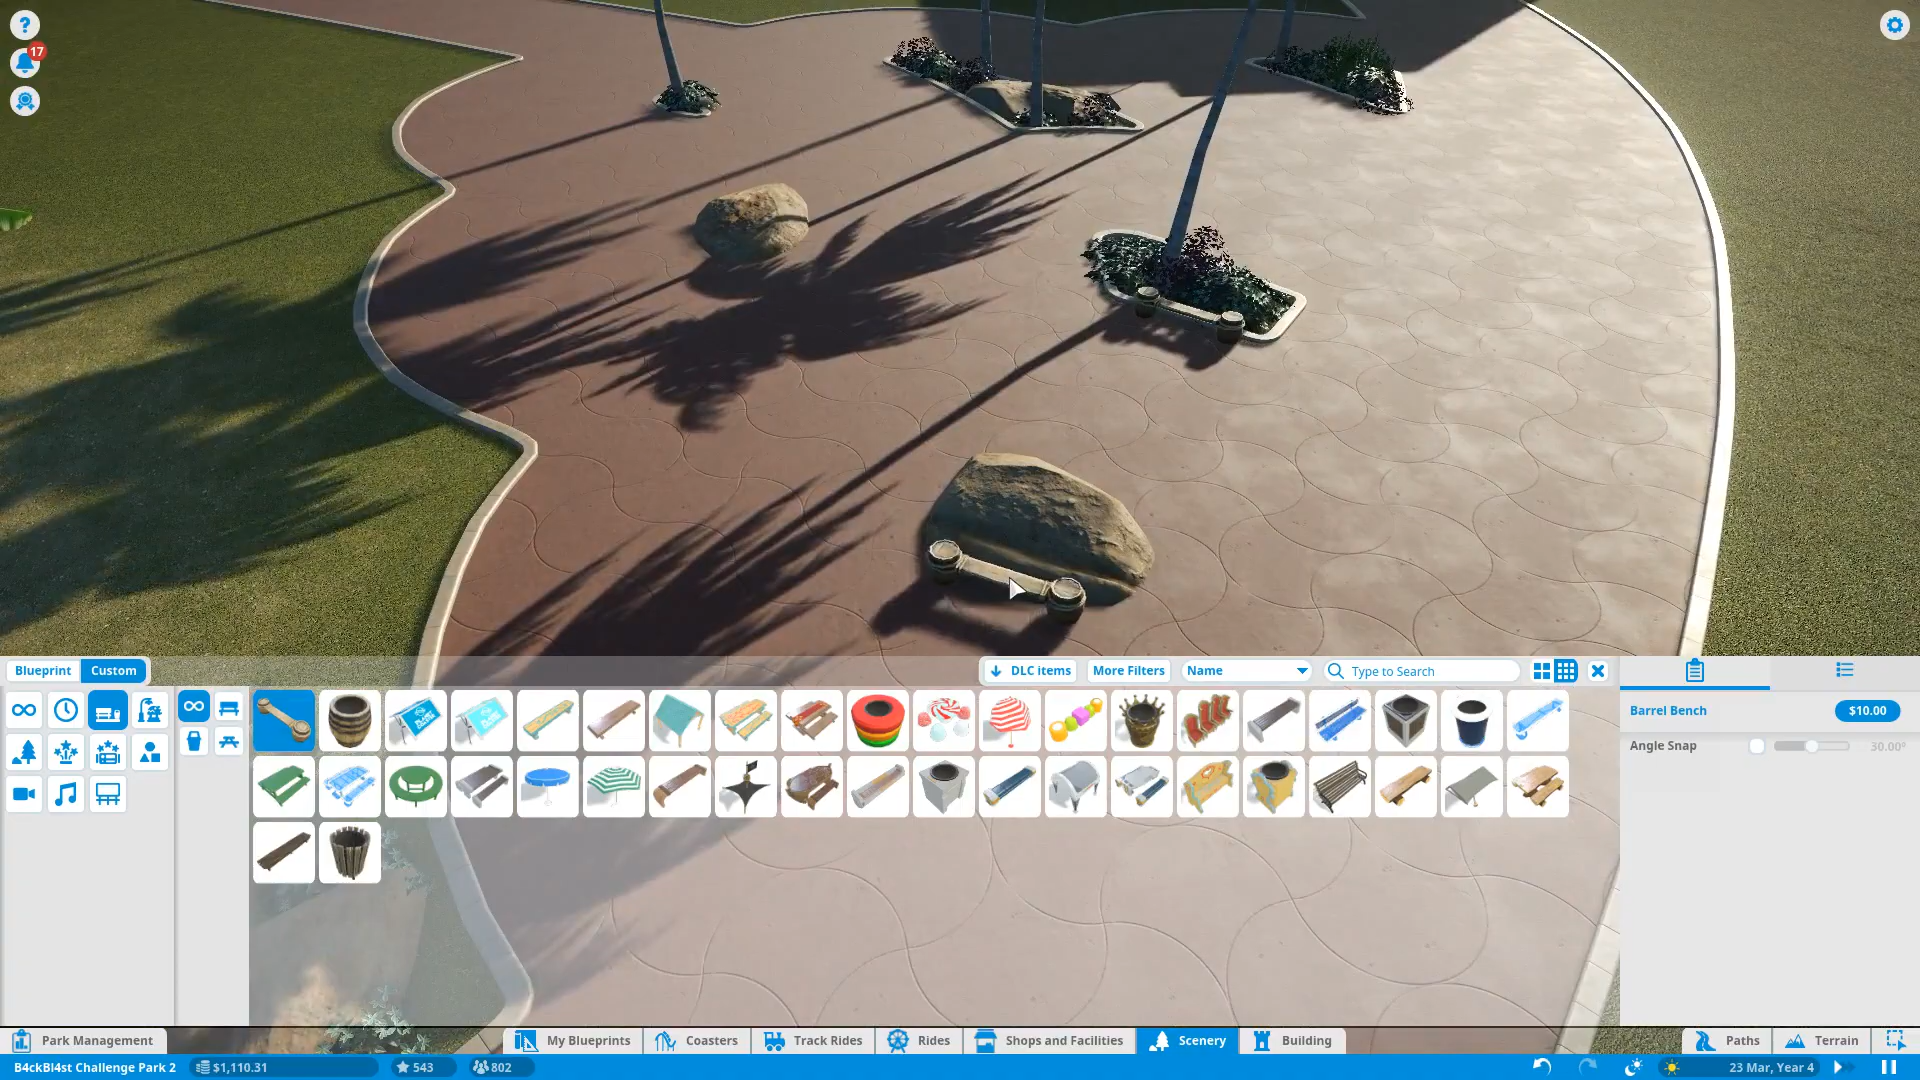 ?
17
Blueprint
Custom
DLC items
More Filters
Name
Type to Search
Barrel Bench
$10.00
Angle Snap
30.00°
Park Management
My Blueprints
Coasters
Track Rides
Rides
Shops and Facilities
Scenery
Building
Paths
Terrain
B4ckBl4st Challenge Park 2
$1,110.31
543
802
23 Mar, Year 4